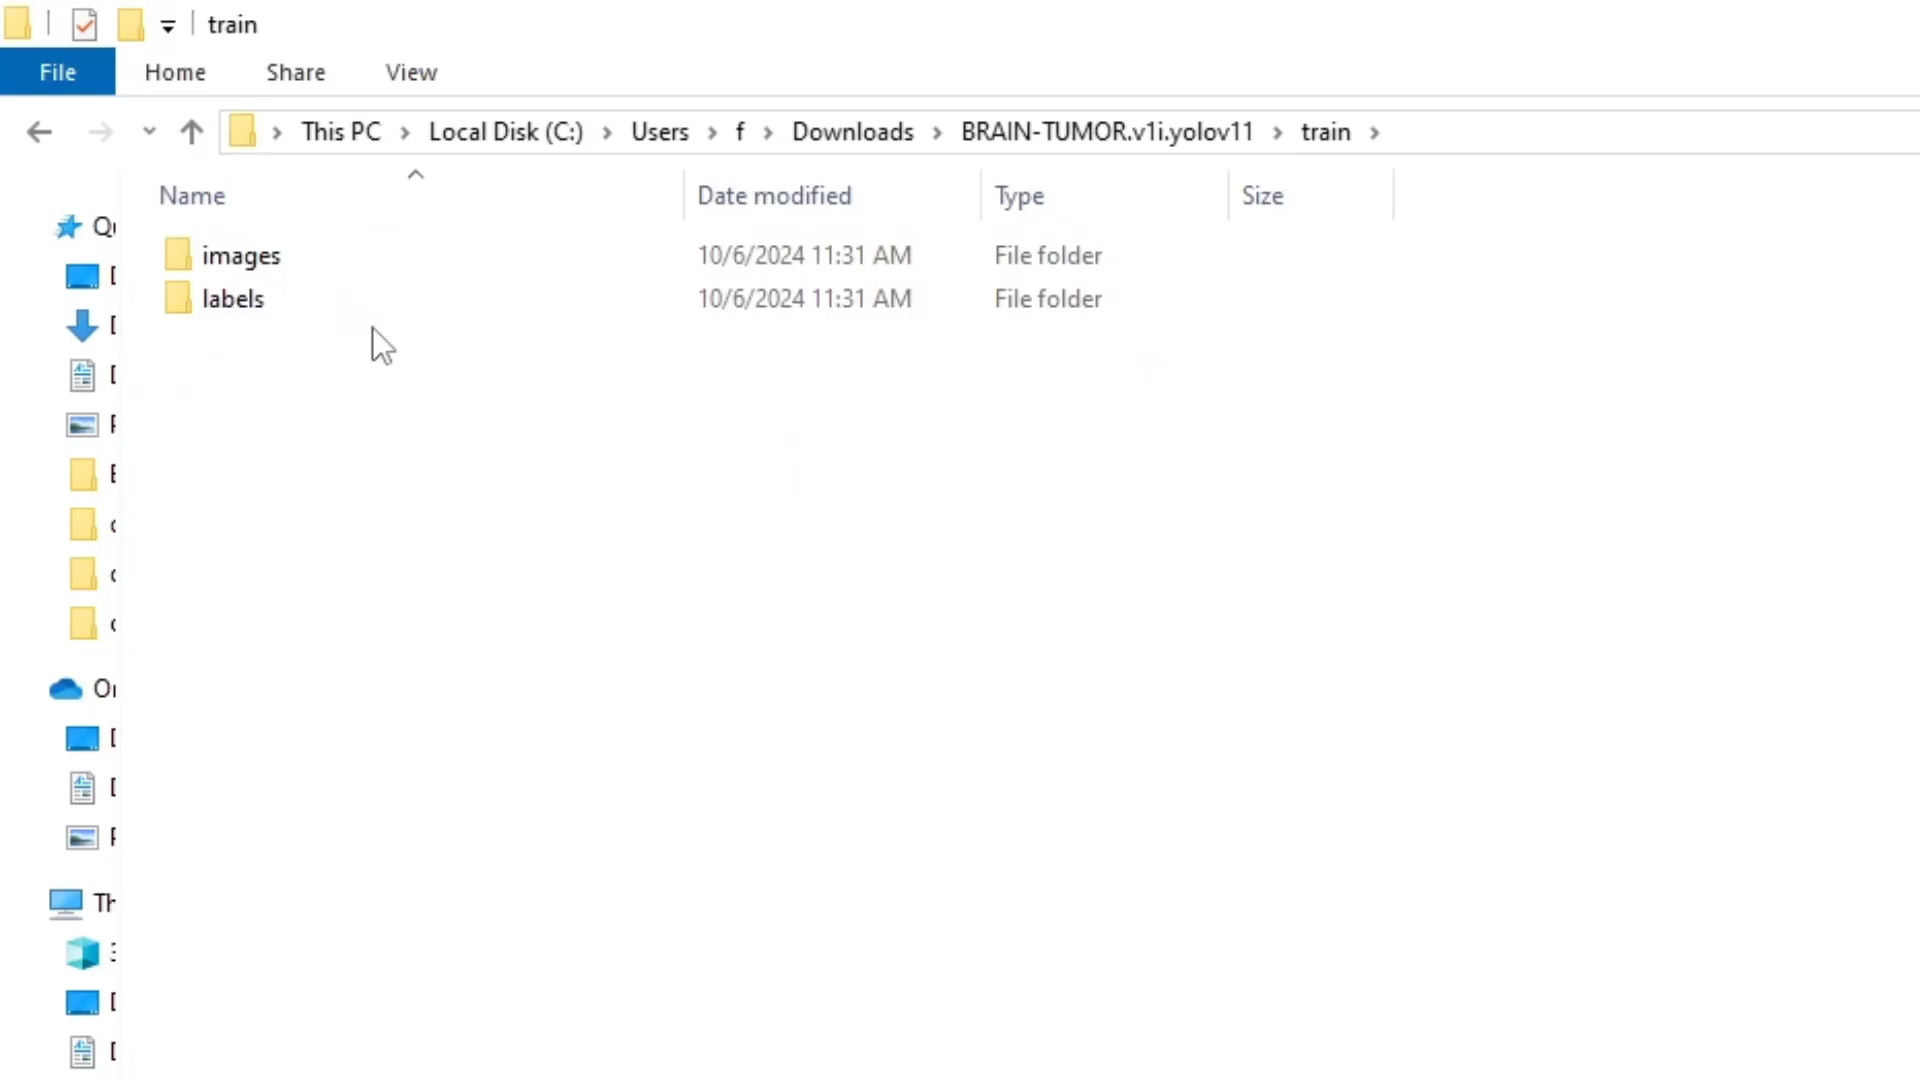 train
File Home Share View
This PC Local Disk (C:) Users f Downloads BRAIN-TUMOR.v1i.yolov11 train
Name Date modified Type Size
images 10/6/2024 11:31 AM File folder
labels 10/6/2024 11:31 AM File folder